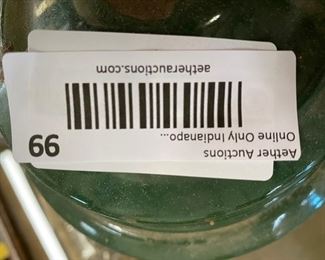 Aether Auctions
Online Only Indianapo...
66
aetherauctions.com